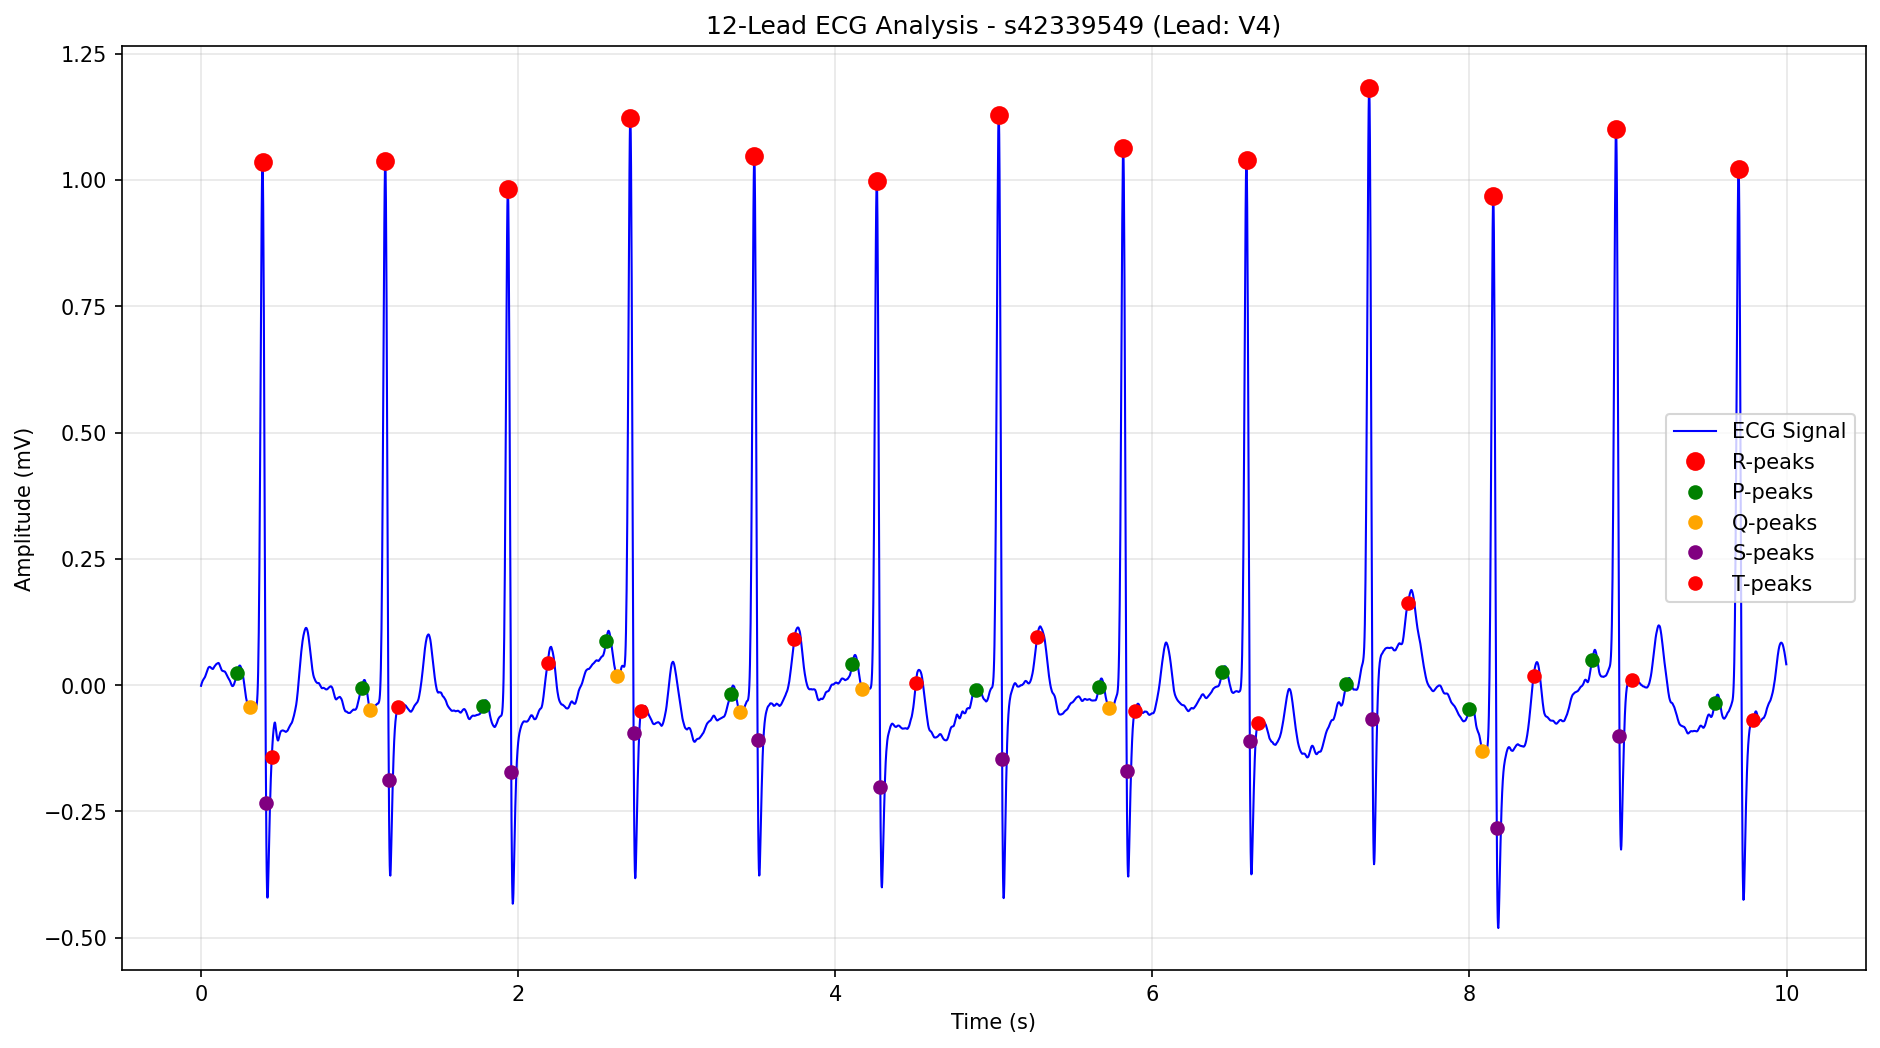 12-Lead ECG Analysis - s42339549 (Lead: V4)
1.25
1.00
0.75
0.50
0.25
0.00
−0.25
−0.50
Amplitude (mV)
ECG Signal
R-peaks
P-peaks
Q-peaks
S-peaks
T-peaks
0 2 4 6 8 10
Time (s)